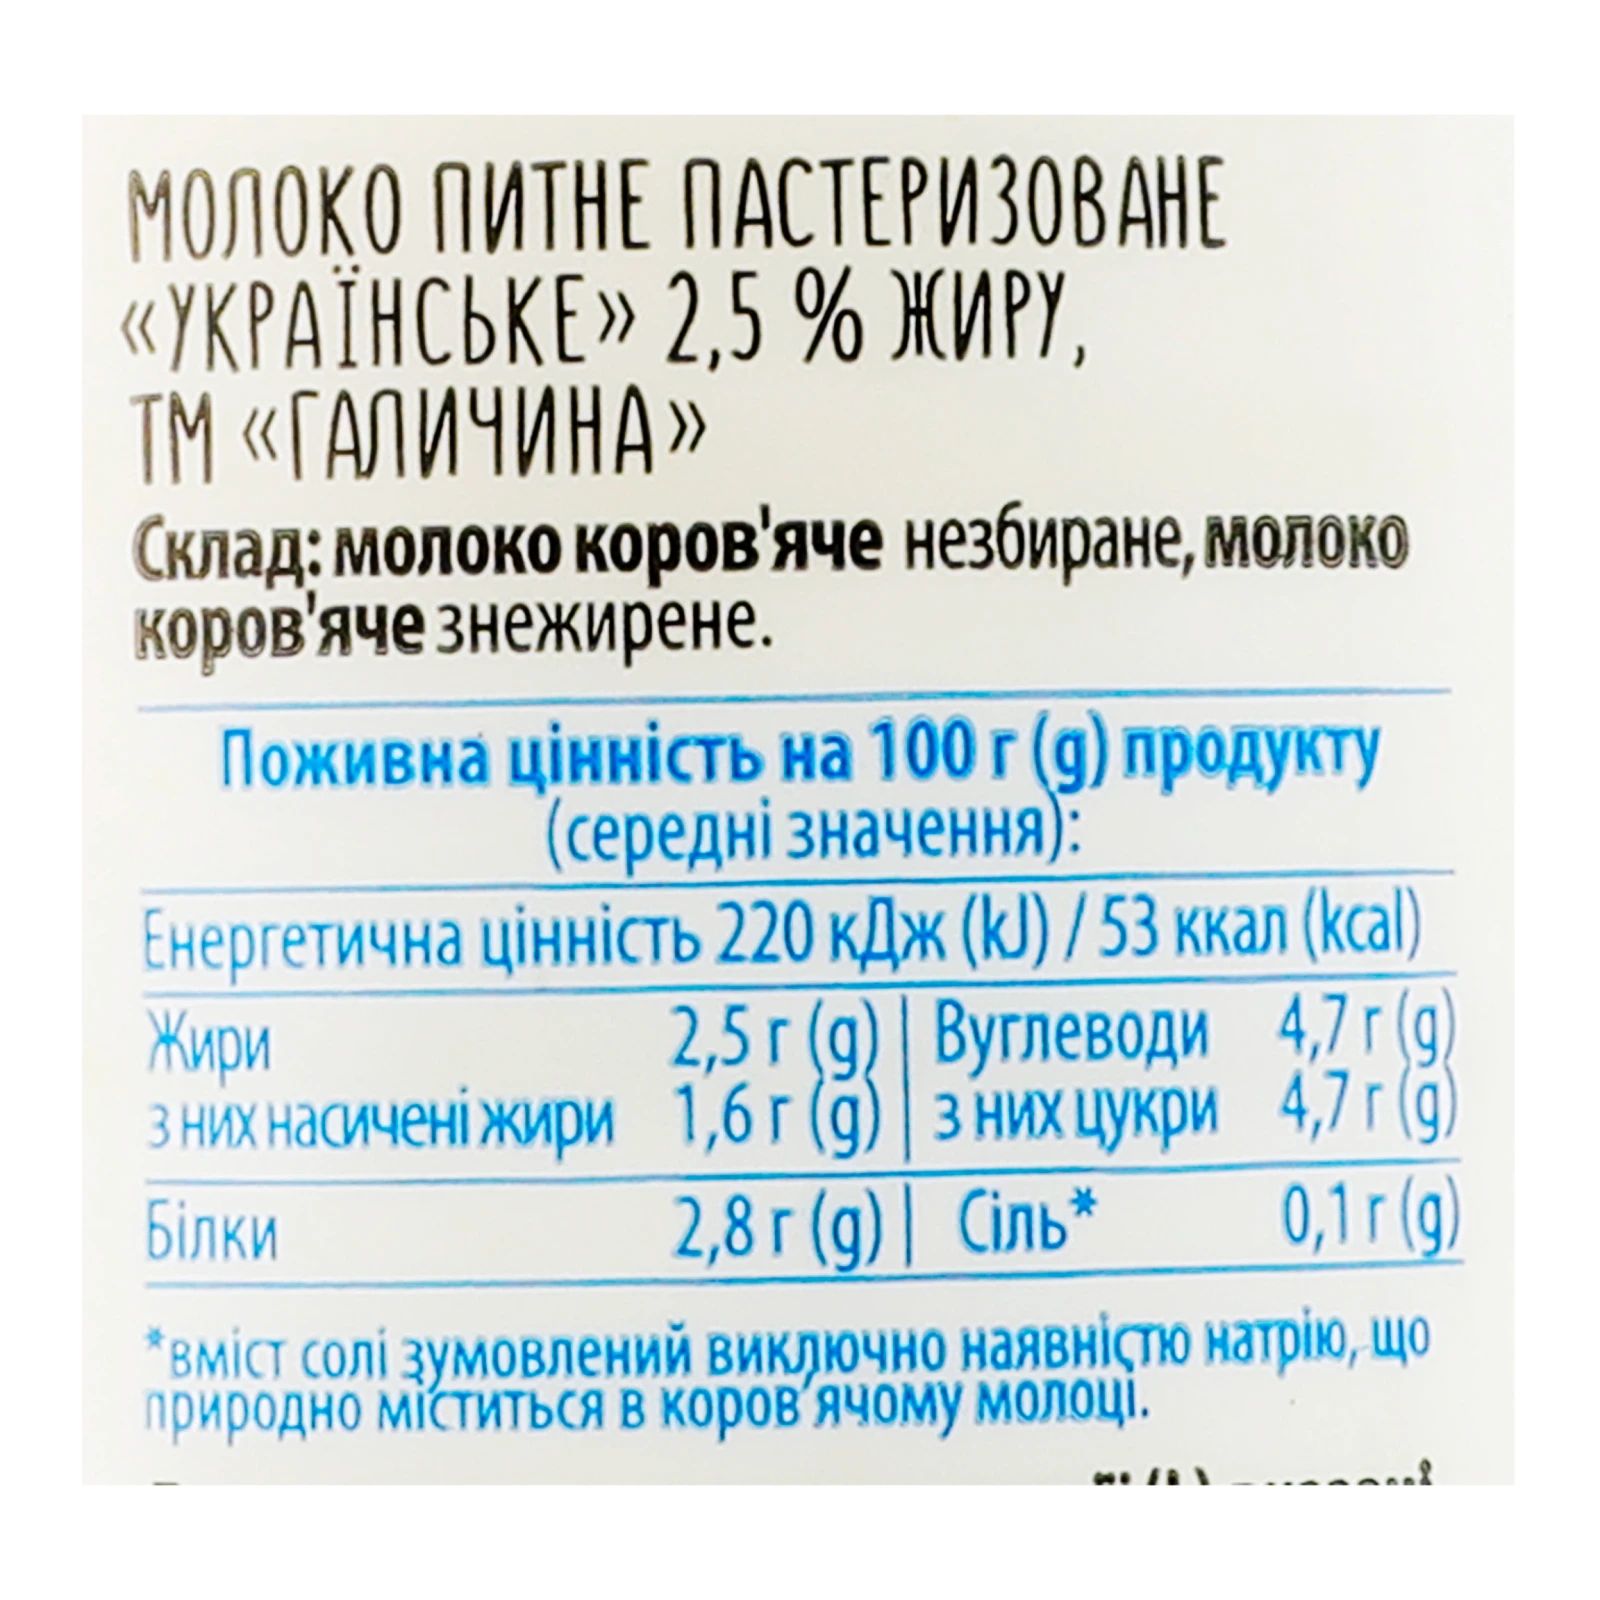 МОЛОКО ПИТНЕ ПАСТЕРИЗОВАНЕ
«УКРАЇНСЬКЕ» 2,5 % ЖИРУ,
ТМ «ГАЛИЧИНА»
Склад: молоко коров'яче незбиране, молоко
коров'яче знежирене.
Поживна цінність на 100 г (g) продукту
(середні значення):
Енергетична цінність 220 кДж (kJ) / 53 ккал (kcal)
Жири 2,5 г (g) | Вуглеводи 4,7 г (g)
з них насичені жири 1,6 г (g) | з них цукри 4,7 г (g)
Білки 2,8 г (g) | Сіль* 0,1 г (g)
*вміст солі зумовлений виключно наявністю натрію, що
природно міститься в коров'ячому молоці.